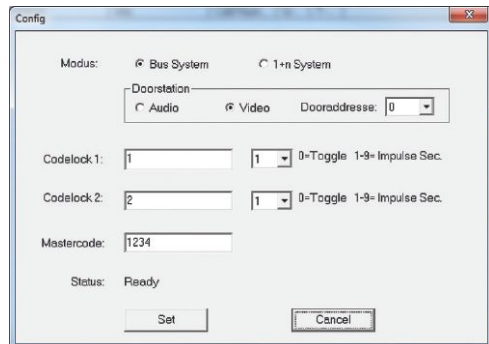 Config
Modus: Bus System 1+n System
Doorstation
Audio Video Dooraddresse: 0
Codelock 1: 1 1 0=Toggle 1-9= Impulse Sec.
Codelock 2: 2 1 0=Toggle 1-9= Impulse Sec.
Mastercode: 1234
Status: Ready
Set Cancel